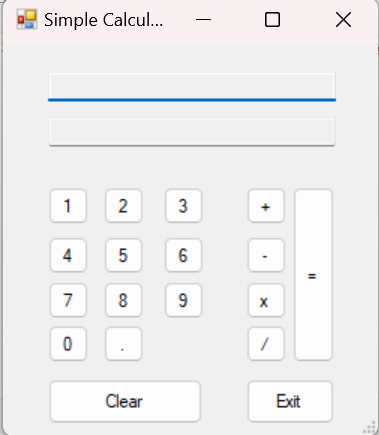 Simple Calcul...
1 2 3 +
4 5 6 - =
7 8 9 x
0 . /
Clear Exit